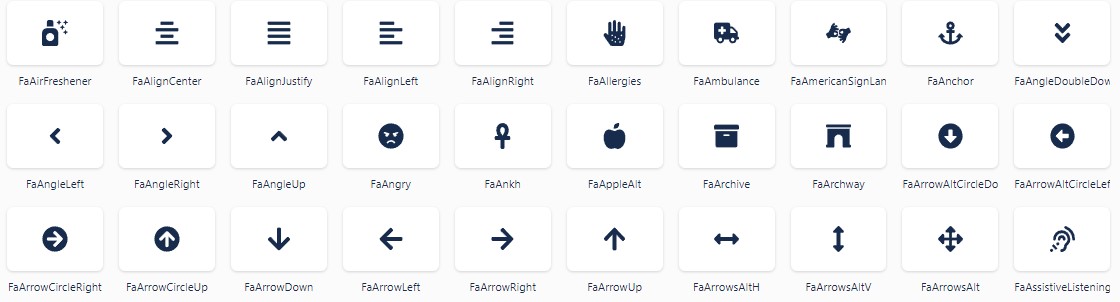 FaAirFreshener FaAlignCenter FaAlignJustify FaAlignLeft FaAlignRight FaAllergies FaAmbulance FaAmericanSignLan FaAnchor FaAngleDoubleDow
FaAngleLeft FaAngleRight FaAngleUp FaAngry FaAnkh FaAppleAlt FaArchive FaArchway FaArrowAltCircleDo FaArrowAltCircleLef
FaArrowCircleRight FaArrowCircleUp FaArrowDown FaArrowLeft FaArrowRight FaArrowUp FaArrowsAltH FaArrowsAltV FaArrowsAlt FaAssistiveListening